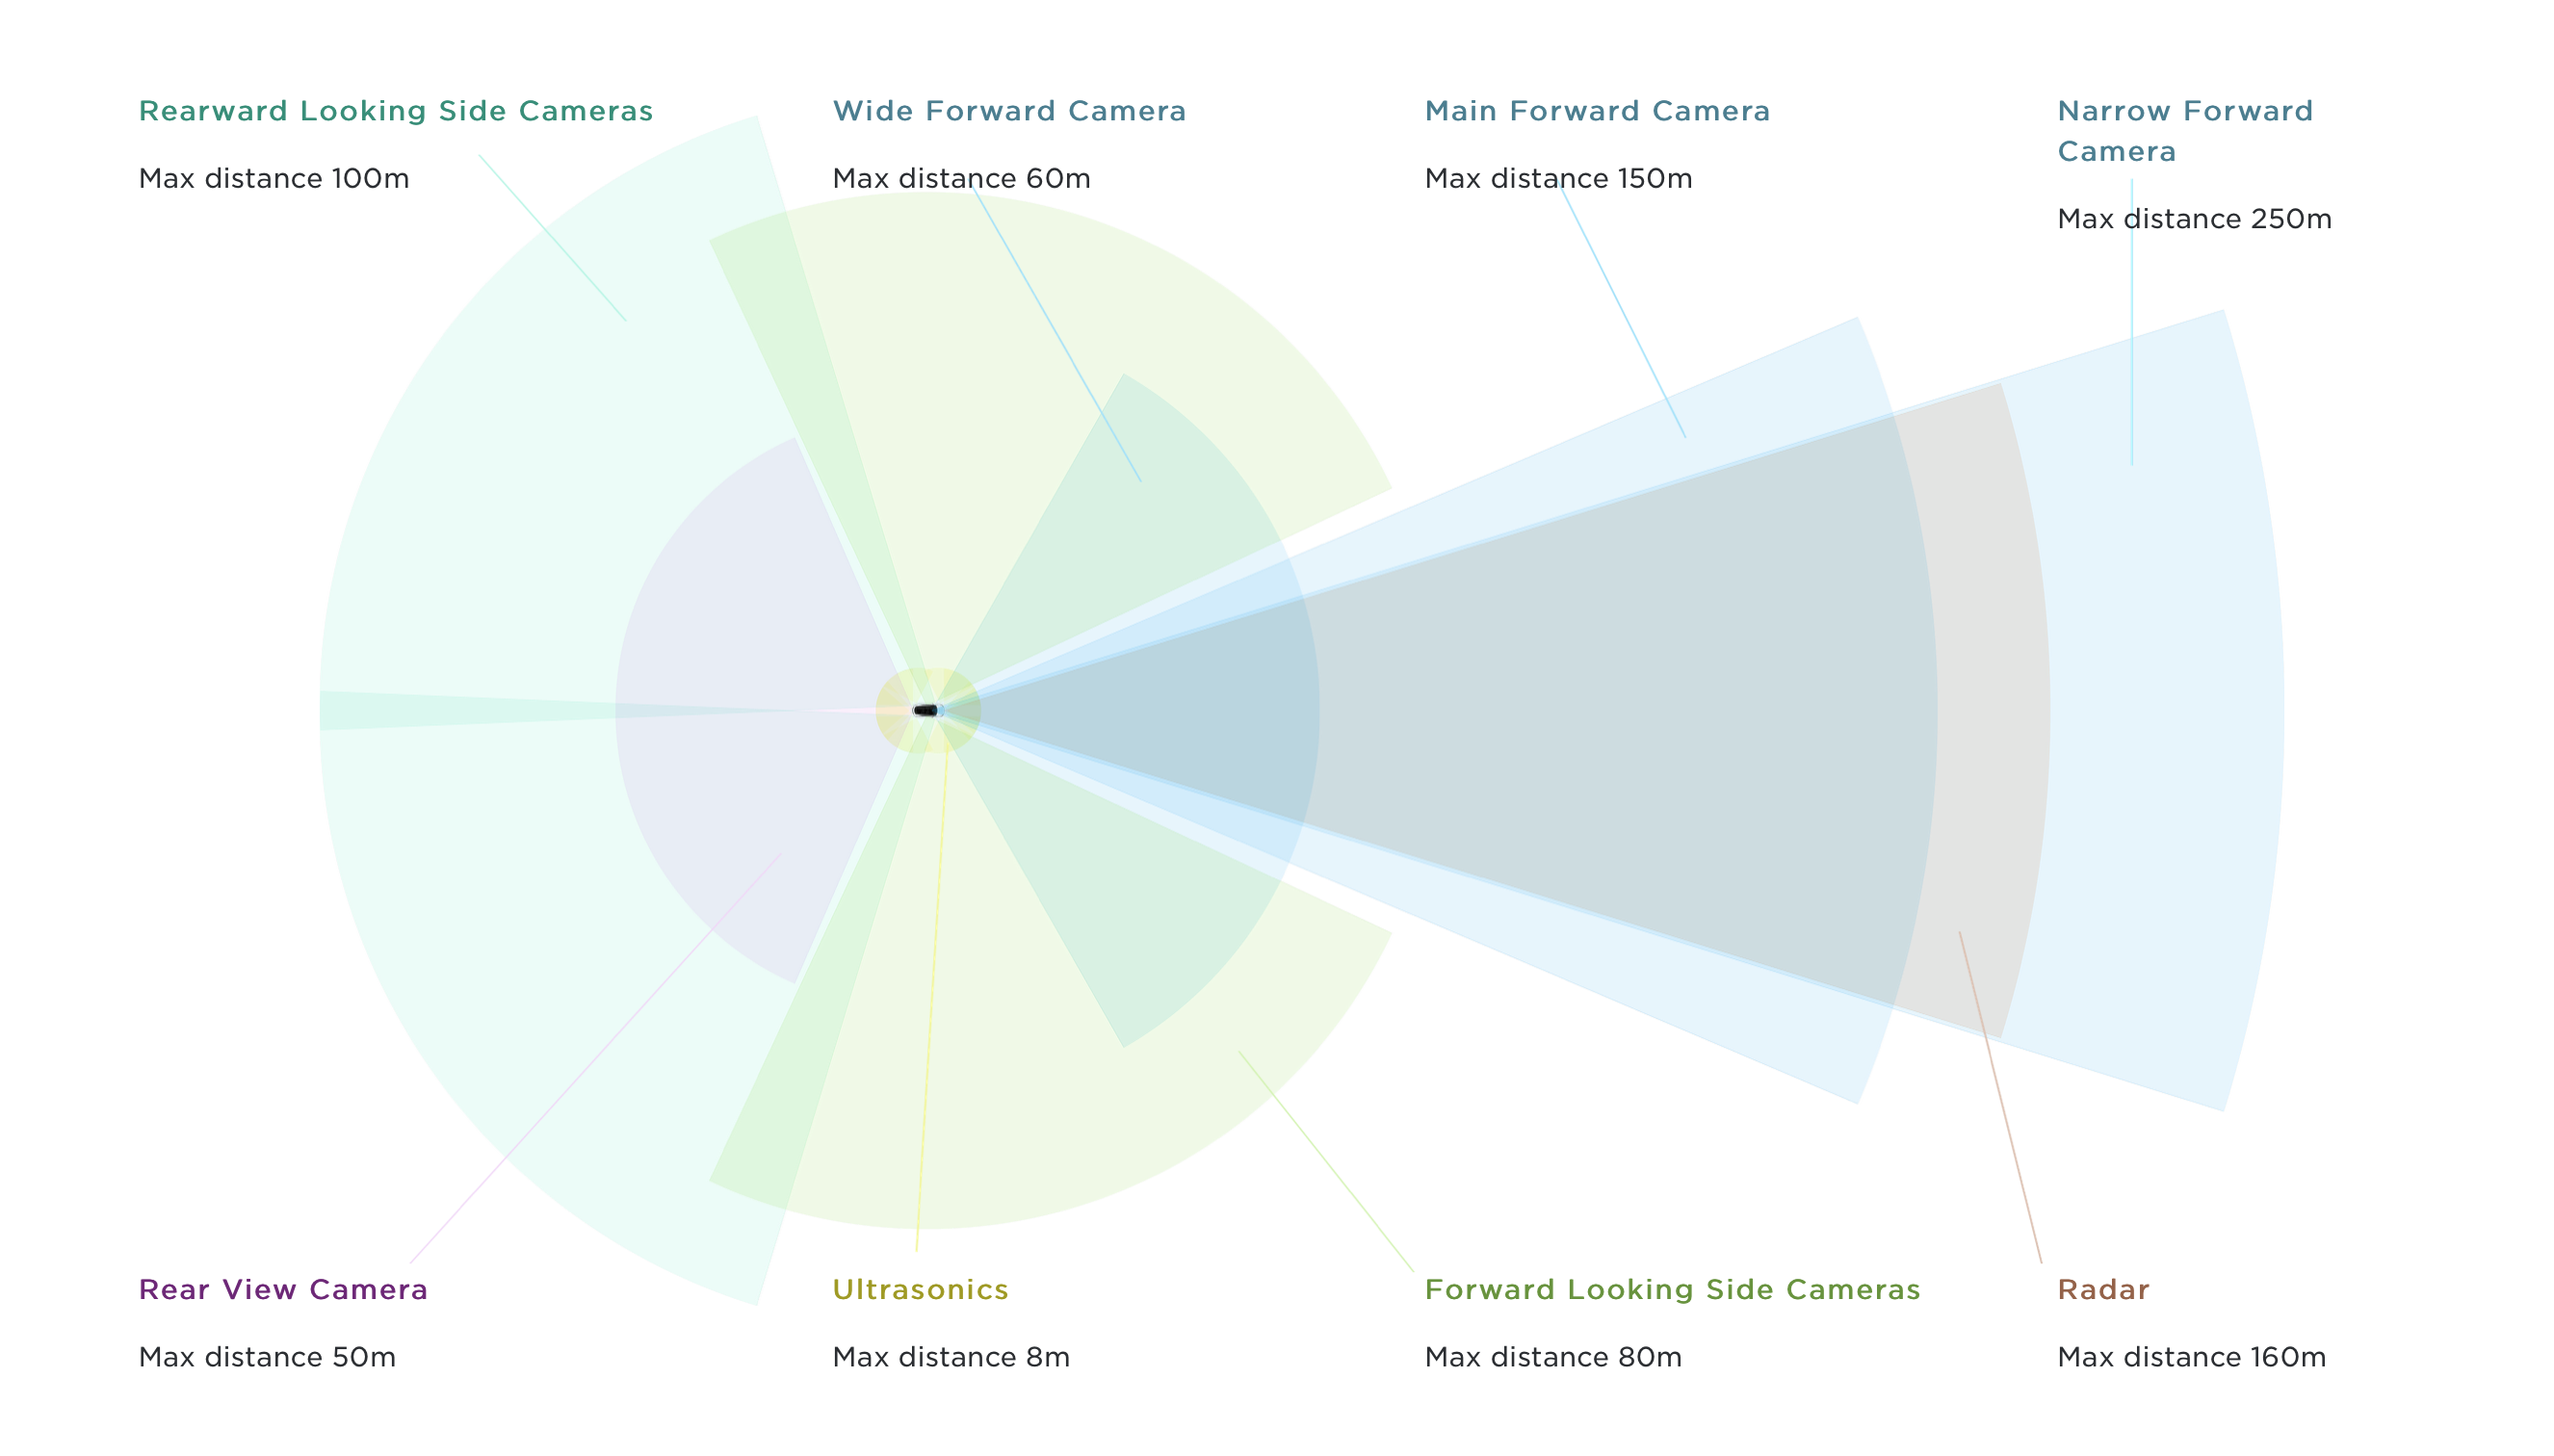 Rearward Looking Side Cameras
Max distance 100m
Wide Forward Camera
Max distance 60m
Main Forward Camera
Max distance 150m
Narrow Forward
Camera
Max distance 250m
Rear View Camera
Max distance 50m
Ultrasonics
Max distance 8m
Forward Looking Side Cameras
Max distance 80m
Radar
Max distance 160m